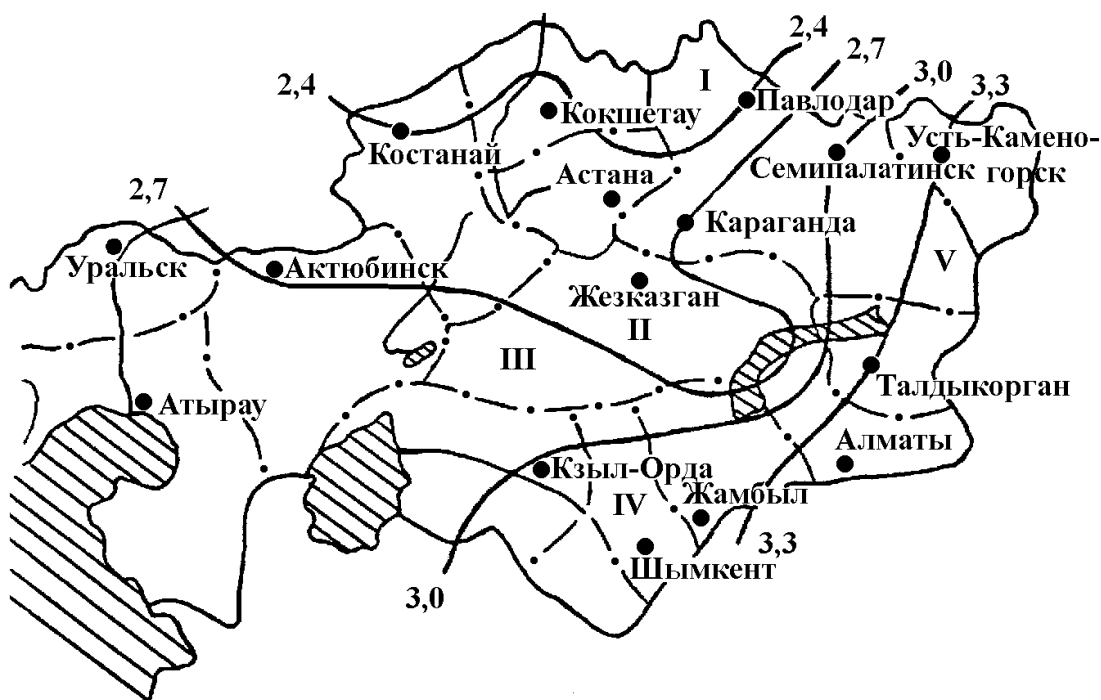 2,4
2,7
2,4
I
3,0
3,3
Кокшетау
Павлодар
Костанай
Усть-Камено-
горск
Семипалатинск
Астана
2,7
Караганда
Уральск
Актюбинск
V
Жезказган
II
III
Талдыкорган
Атырау
Алматы
Кзыл-Орда
IV
Жамбыл
3,3
Шымкент
3,0